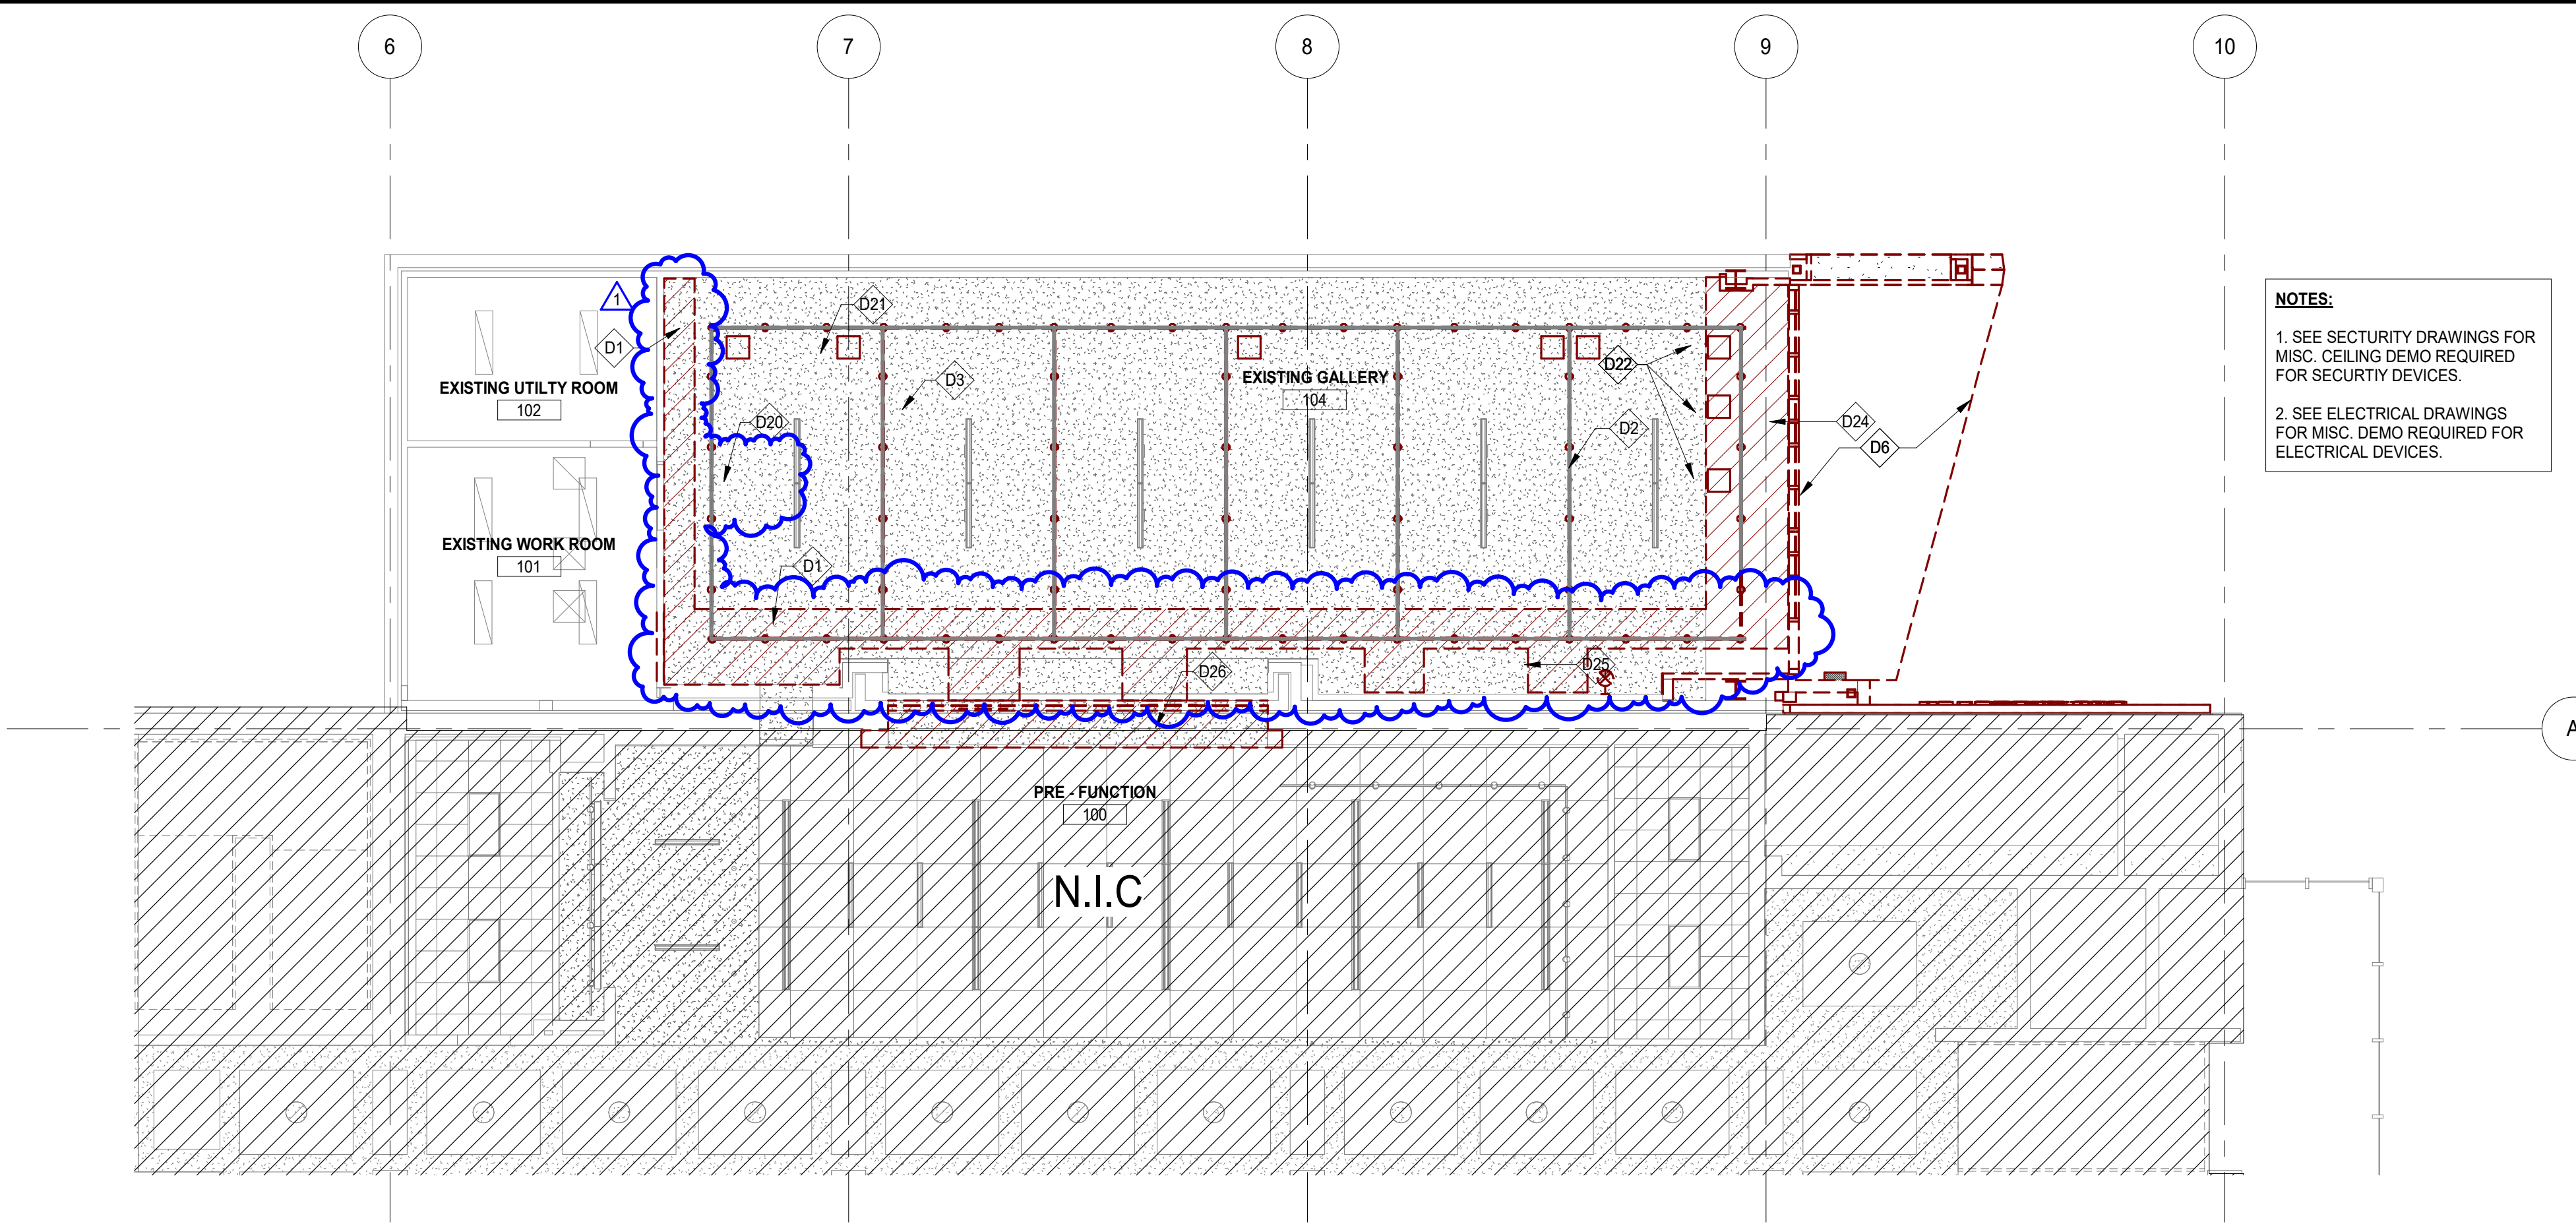 6
7
8
9
10
1
D21
D1
D3
D22
EXISTING UTILTY ROOM
102
EXISTING GALLERY
104
D20
D2
D24
D6
NOTES:
1. SEE SECTURITY DRAWINGS FOR
MISC. CEILING DEMO REQUIRED
FOR SECURTIY DEVICES.
2. SEE ELECTRICAL DRAWINGS
FOR MISC. DEMO REQUIRED FOR
ELECTRICAL DEVICES.
EXISTING WORK ROOM
101
D1
D25
D26
A
PRE - FUNCTION
100
N.I.C